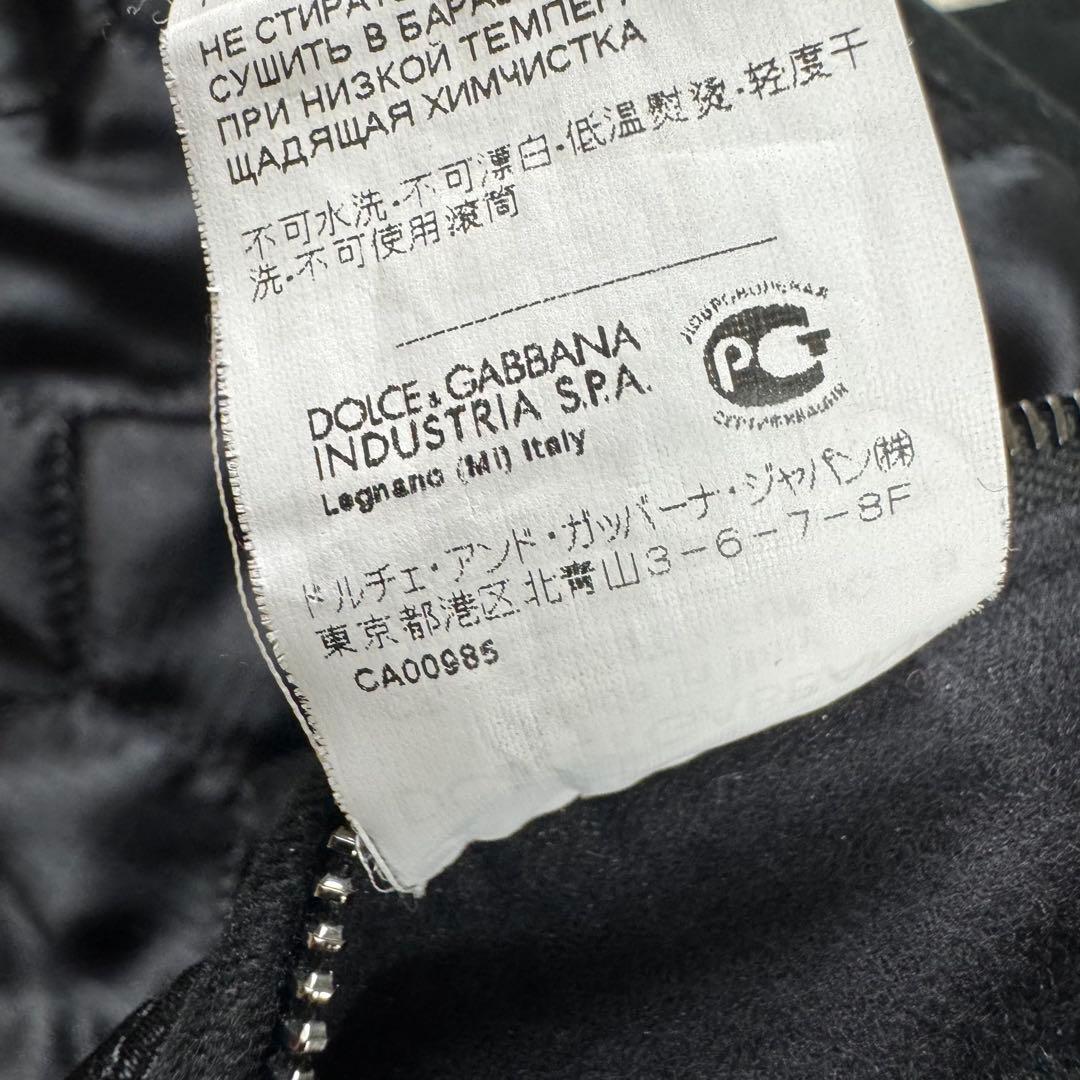 НЕ СТИРАТЬ
СУШИТЬ В БАРАБ
ПРИ НИЗКОЙ ТЕМПЕР
ЩАДЯЩАЯ ХИМЧИСТКА
不可水洗.不可漂白.低温熨烫.轻度干
洗.不可使用滚筒
DOLCE & GABBANA
INDUSTRIA S.P.A.
Legnano (MI) Italy
PG
ドルチェ・アンド・ガッバーナ・ジャパン㈱
東京都港区北青山3-6-7-8F
CA00985